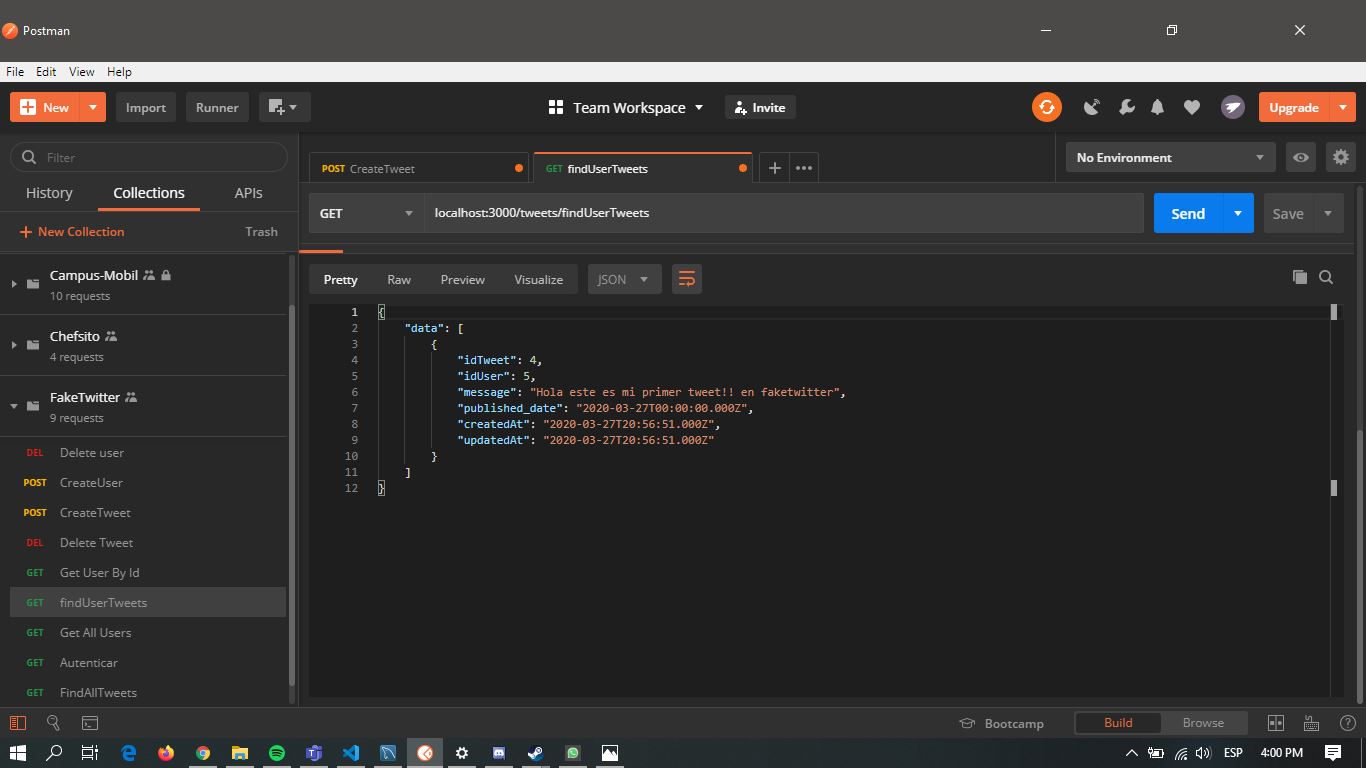 Postman
File Edit View Help
New Import Runner Team Workspace Invite Upgrade
Filter
History Collections APIs
New Collection Trash
Campus-Mobil
10 requests
Chefsito
4 requests
FakeTwitter
9 requests
DEL Delete user
POST CreateUser
POST CreateTweet
DEL Delete Tweet
GET Get User By Id
GET findUserTweets
GET Get All Users
GET Autenticar
GET FindAllTweets
POST CreateTweet GET findUserTweets + ••• No Environment
GET localhost:3000/tweets/findUserTweets Send Save
Pretty Raw Preview Visualize JSON
1 {
2 "data": [
3 {
4 "idTweet": 4,
5 "idUser": 5,
6 "message": "Hola este es mi primer tweet!! en faketwitter",
7 "published_date": "2020-03-27T00:00:00.000Z",
8 "createdAt": "2020-03-27T20:56:51.000Z",
9 "updatedAt": "2020-03-27T20:56:51.000Z"
10 }
11 ]
12 }
Bootcamp Build Browse
ESP 4:00 PM